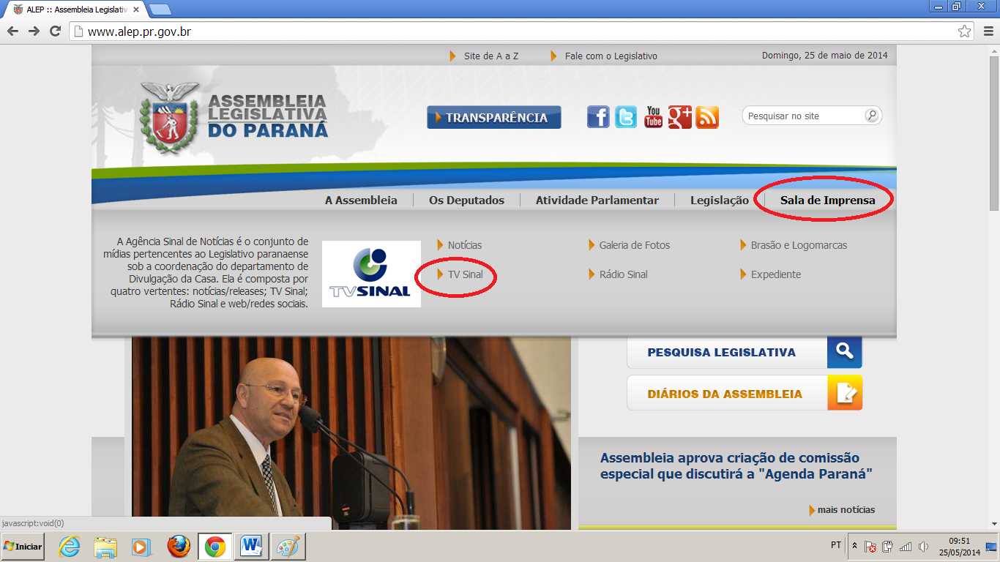 ALEP :: Assembleia Legislativ
www.alep.pr.gov.br
Site de A a Z
Fale com o Legislativo
Domingo, 25 de maio de 2014
ASSEMBLEIA
LEGISLATIVA
DO PARANÁ
TRANSPARÊNCIA
f
t
You
Tube
g+
Pesquisar no site
A Assembleia
Os Deputados
Atividade Parlamentar
Legislação
Sala de Imprensa
A Agência Sinal de Notícias é o conjunto de
mídias pertencentes ao Legislativo paranaense
sob a coordenação do departamento de
Divulgação da Casa. Ela é composta por
quatro vertentes: notícias/releases; TV Sinal;
Rádio Sinal e web/redes sociais.
TVSINAL
Notícias
Galeria de Fotos
Brasão e Logomarcas
TV Sinal
Rádio Sinal
Expediente
PESQUISA LEGISLATIVA
DIÁRIOS DA ASSEMBLEIA
Assembleia aprova criação de comissão
especial que discutirá a "Agenda Paraná"
mais notícias
javascript:void(0)
Iniciar
W
PT
09:51
25/05/2014